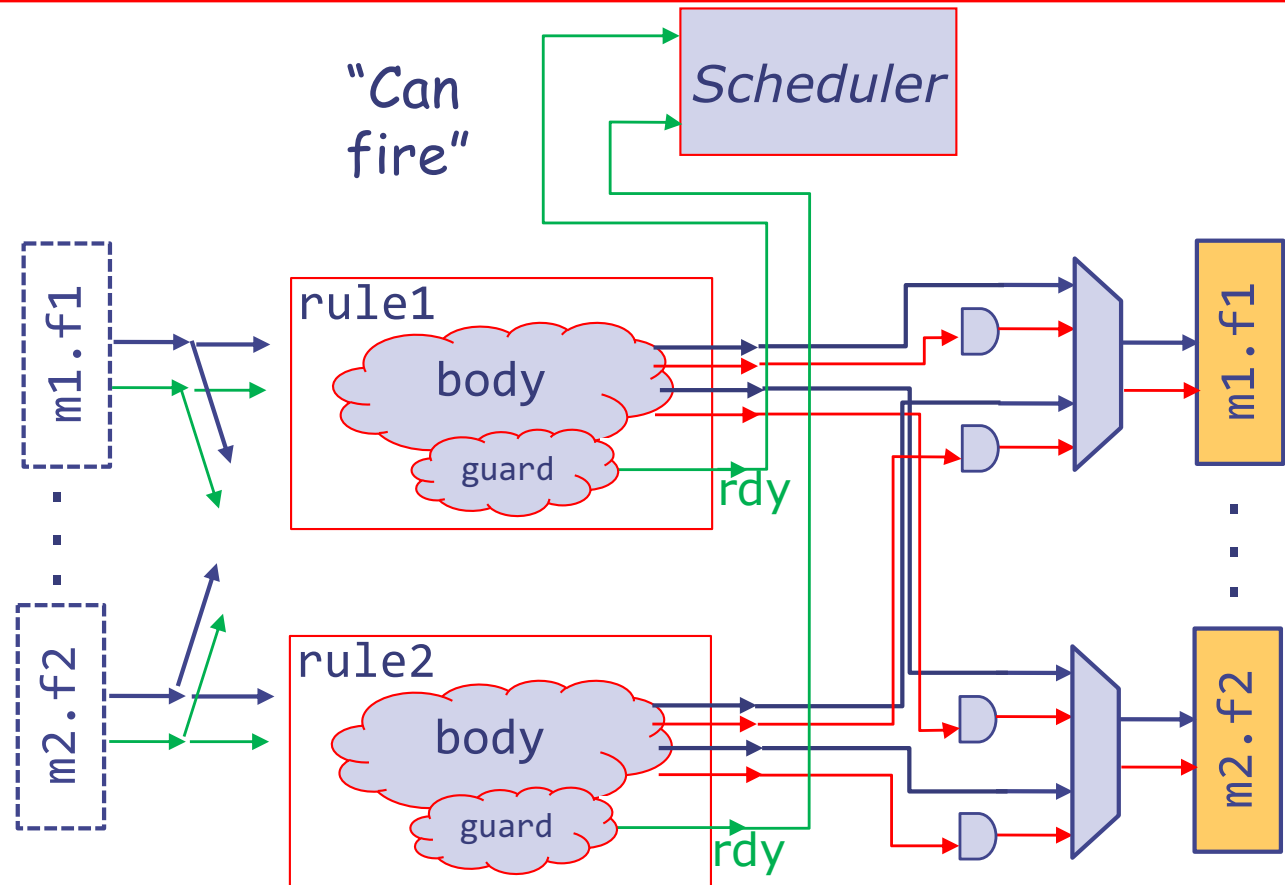 Scheduler
“Can
fire”
m1.f1
rule1
body
guard
rdy
m1.f1
m2.f2
rule2
body
guard
rdy
m2.f2